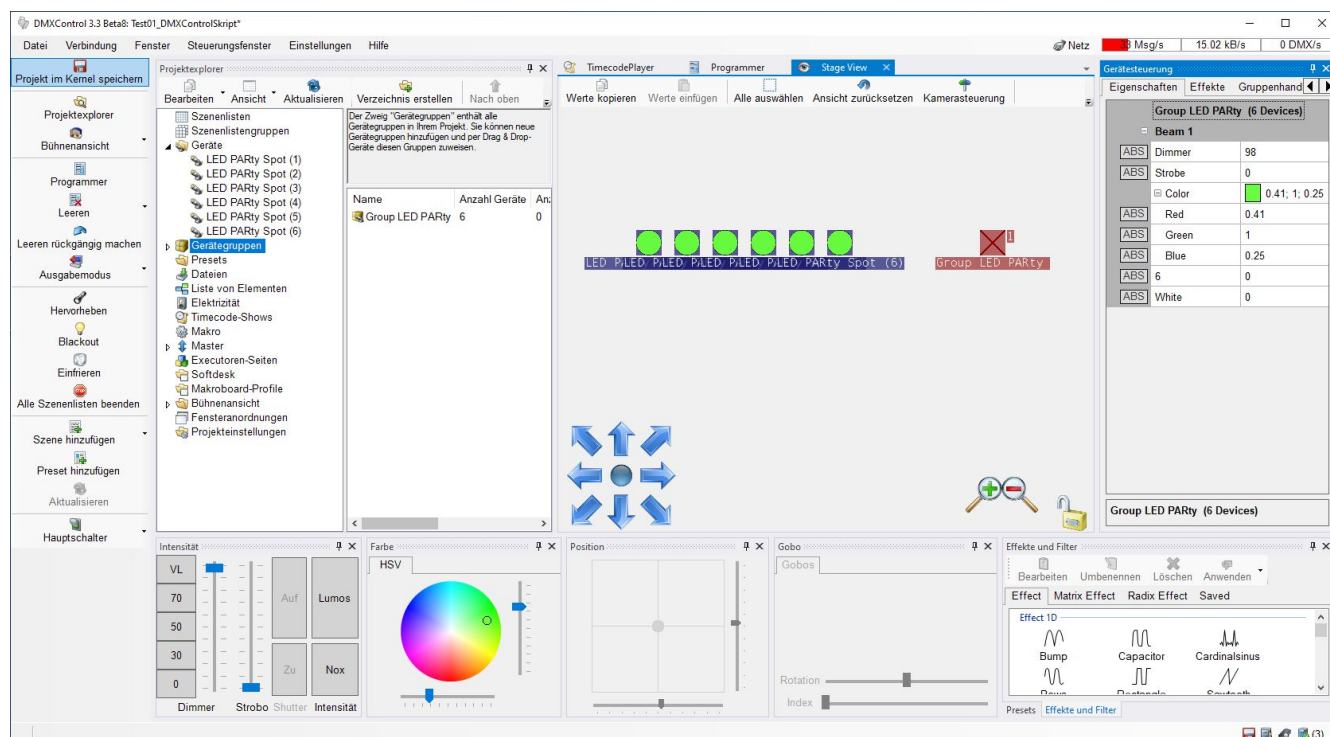 DMXControl 3.3 Beta8: Test01_DMXControlSkript*
Datei Verbindung Fenster Steuerungsfenster Einstellungen Hilfe
Netz
Msg/s 15.02 kB/s 0 DMX/s
Projekt im Kernel speichern
Projektexplorer
Bühnenansicht
Programmer
Leeren
Leeren rückgängig machen
Ausgabemodus
Hervorheben
Blackout
Einfrieren
Alle Szenenlisten beenden
Szene hinzufügen
Preset hinzufügen
Aktualisieren
Hauptschalter
Projektexplorer
Bearbeiten Ansicht Aktualisieren Verzeichnis erstellen Nach oben
Szenenlisten
Szenenlistengruppen
Geräte
LED PARty Spot (1)
LED PARty Spot (2)
LED PARty Spot (3)
LED PARty Spot (4)
LED PARty Spot (5)
LED PARty Spot (6)
Gerätegruppen
Presets
Dateien
Liste von Elementen
Elektrizität
Timecode-Shows
Makro
Master
Executoren-Seiten
Softdesk
Makroboard-Profile
Bühnenansicht
Fensteranordnungen
Projekteinstellungen
Der Zweig "Gerätegruppen" enthält alle
Gerätegruppen in Ihrem Projekt. Sie können neue
Gerätegruppen hinzufügen und per Drag & Drop-
Geräte diesen Gruppen zuweisen.
Name Anzahl Geräte An:
Group LED PARty 6 0
TimecodePlayer Programmer Stage View
Werte kopieren Werte einfügen Alle auswählen Ansicht zurücksetzen Kamerasteuerung
1
LED P/LED P/LED P/LED P/LED PARty Spot (6) Group LED PARty
Gerätesteuerung
Eigenschaften Effekte Gruppenhand
Group LED PARty (6 Devices)
Beam 1
ABS Dimmer 98
ABS Strobe 0
Color 0.41; 1; 0.25
ABS Red 0.41
ABS Green 1
ABS Blue 0.25
ABS 6 0
ABS White 0
Group LED PARty (6 Devices)
Intensität
VL
70 Auf Lumos
50
30 Zu Nox
0
Dimmer Strobo Shutter Intensität
Farbe
HSV
Position
Gobo
Gobos
Rotation
Index
Effekte und Filter
Bearbeiten Umbenennen Löschen Anwenden
Effect Matrix Effect Radix Effect Saved
Effect 1D
Bump Capacitor Cardinalsinus
Rectangle Sawtooth
Presets Effekte und Filter
(3)